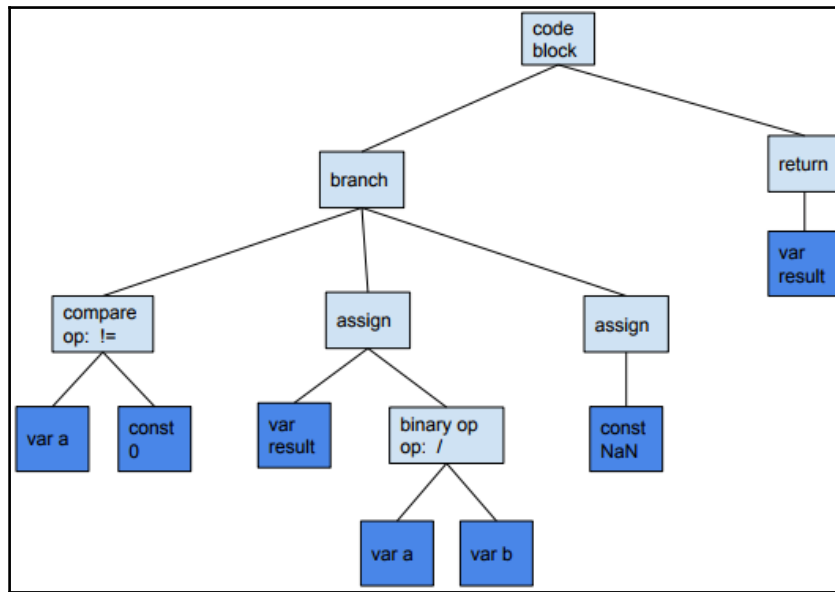 code
block
branch
return
var
result
compare
op: !=
assign
assign
var a
const
0
var
result
binary op
op: /
const
NaN
var a
var b